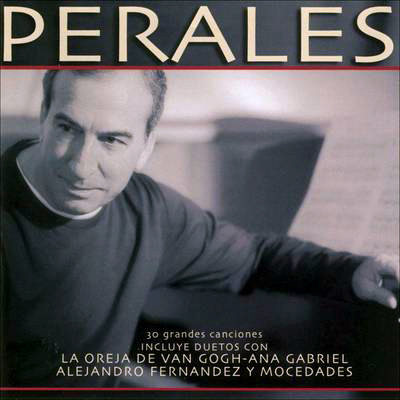 PERALES
30 grandes canciones
INCLUYE DUETOS CON
LA OREJA DE VAN GOGH-ANA GABRIEL
ALEJANDRO FERNANDEZ Y MOCEDADES